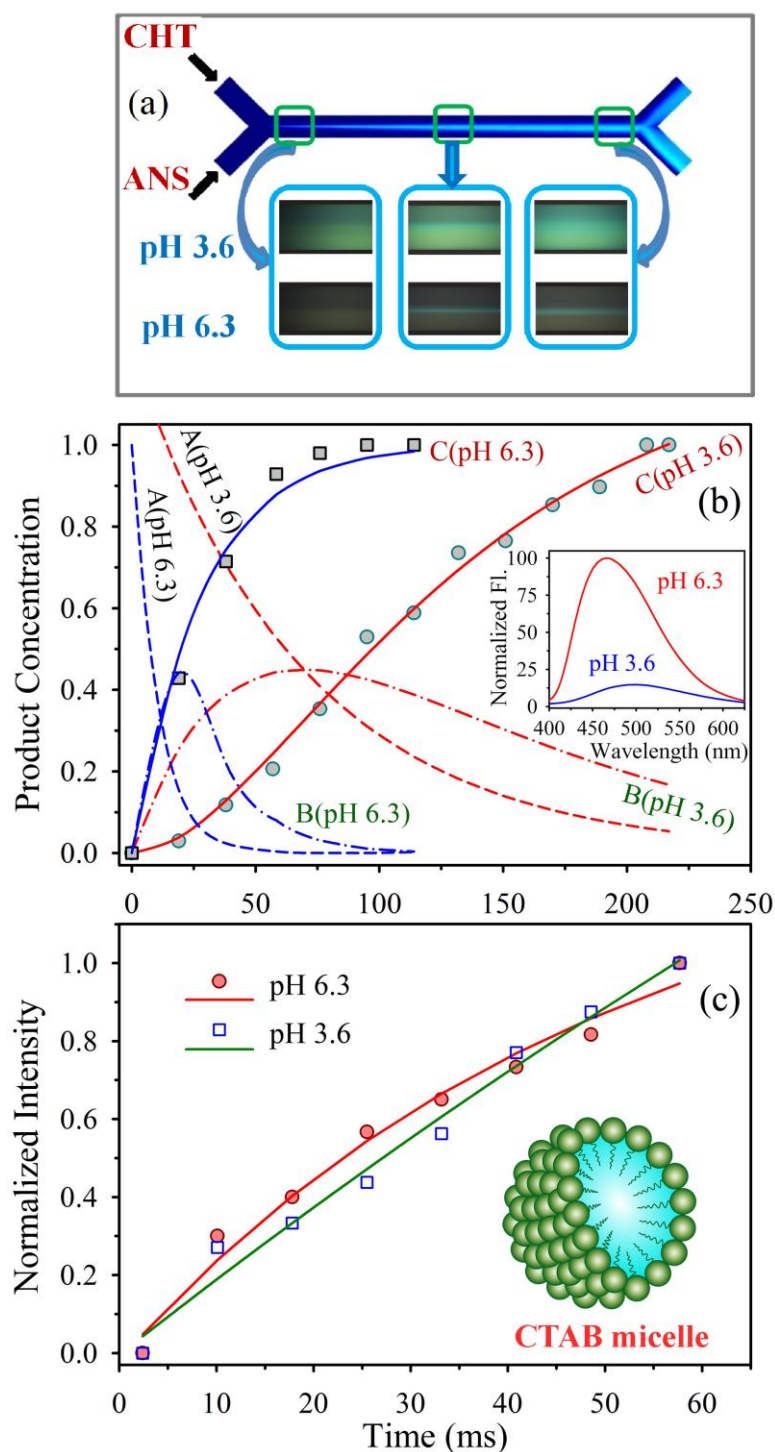 CHT
(a)
ANS
pH 3.6
pH 6.3
Product Concentration
1.0
0.8
0.6
0.4
0.2
0.0
A(pH 6.3)
A(pH 3.6)
C(pH 6.3)
C(pH 3.6)
(b)
B(pH 6.3)
B(pH 3.6)
Normalized Fl.
100
75
50
25
0
pH 6.3
pH 3.6
400 450 500 550 600
Wavelength (nm)
0 50 100 150 200 250
Normalized Intensity
1.0
0.8
0.6
0.4
0.2
0.0
pH 6.3
pH 3.6
(c)
CTAB micelle
0 10 20 30 40 50 60
Time (ms)